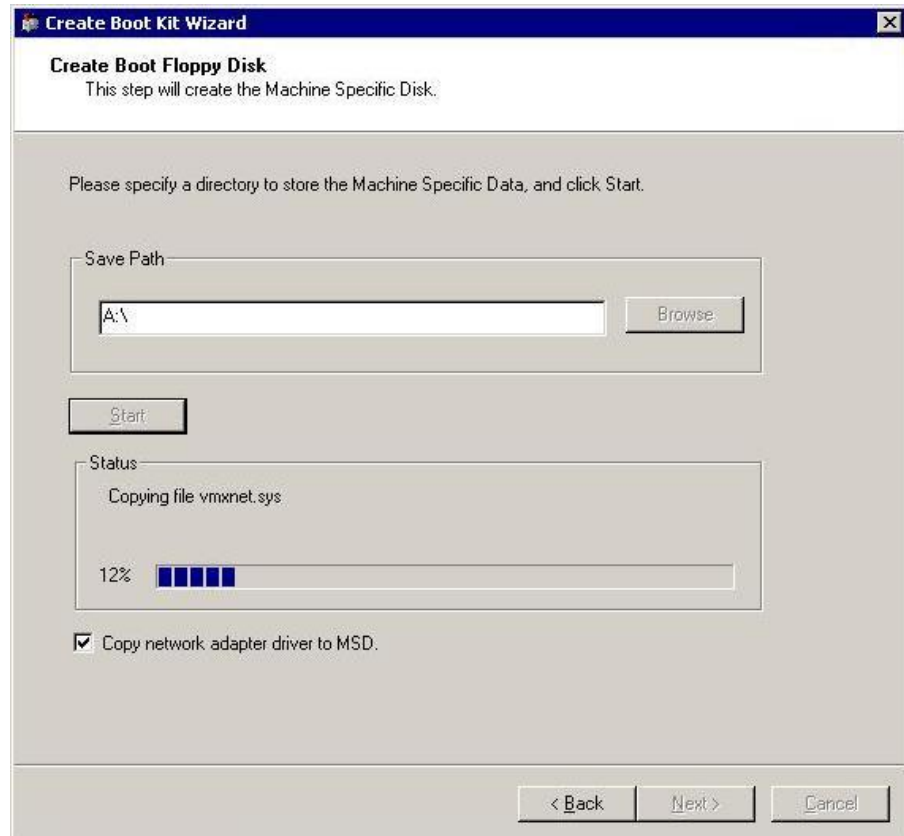 Create Boot Kit Wizard
Create Boot Floppy Disk
This step will create the Machine Specific Disk.
Please specify a directory to store the Machine Specific Data, and click Start.
Save Path
A:\
Browse
Start
Status
Copying file vmxnet.sys
12%
Copy network adapter driver to MSD.
< Back
Next >
Cancel